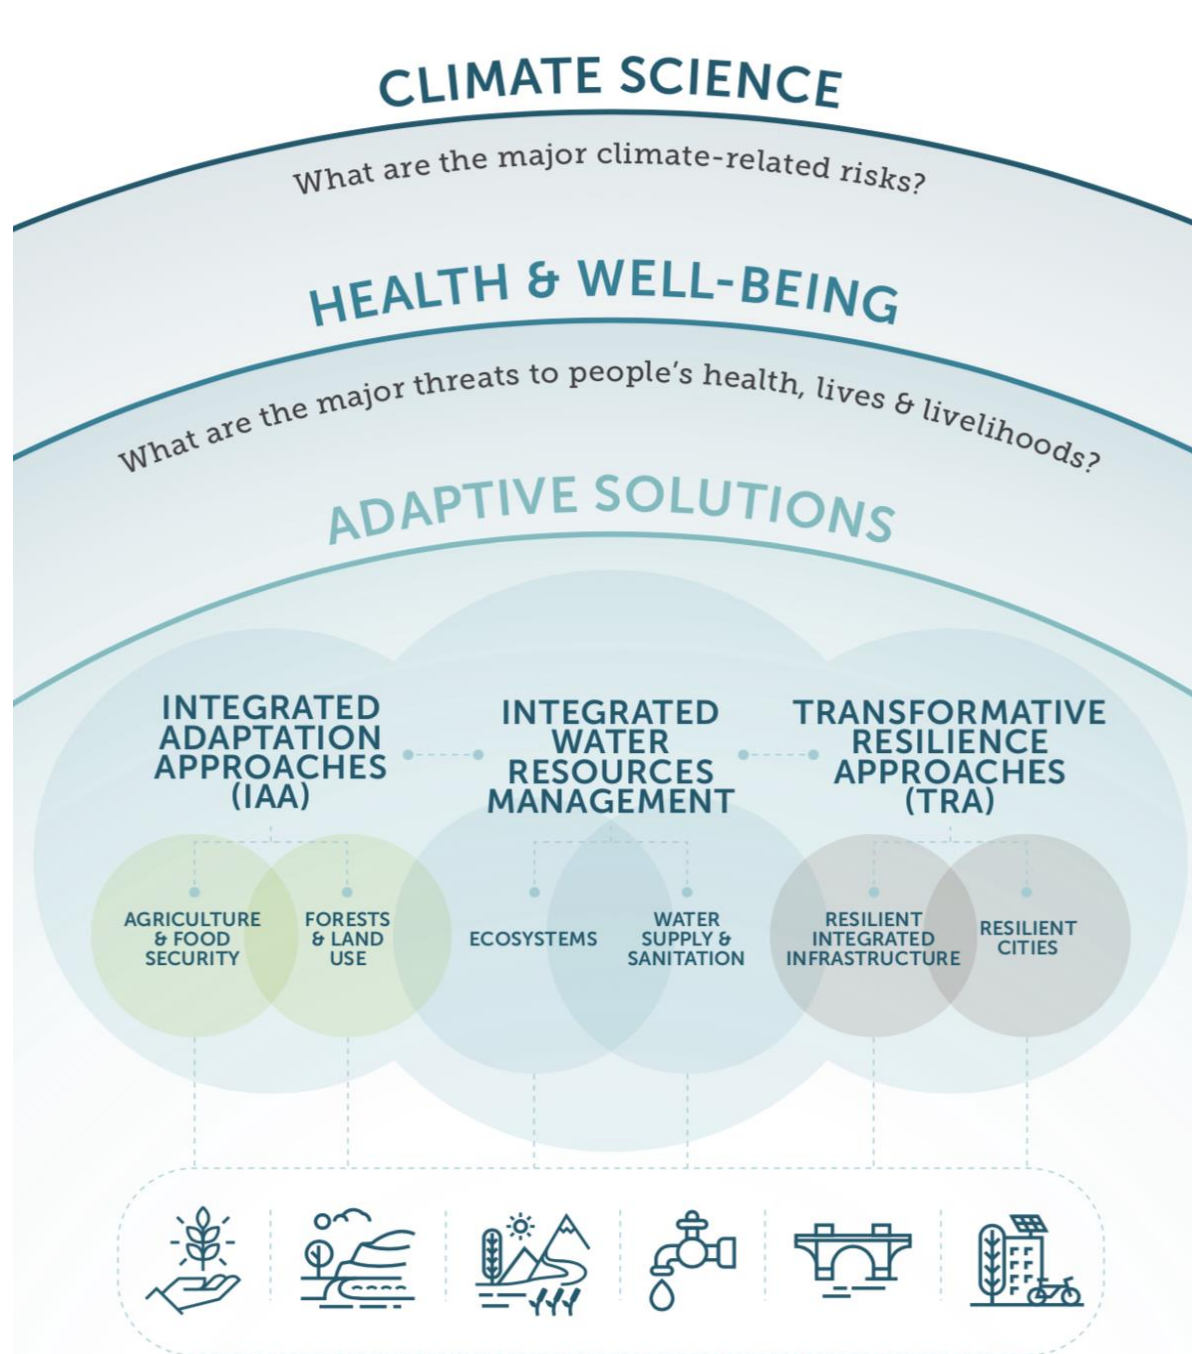 CLIMATE SCIENCE
What are the major climate-related risks?
HEALTH & WELL-BEING
What are the major threats to people's health, lives & livelihoods?
ADAPTIVE SOLUTIONS
INTEGRATED
ADAPTATION
APPROACHES
(IAA)
INTEGRATED
WATER
RESOURCES
MANAGEMENT
TRANSFORMATIVE
RESILIENCE
APPROACHES
(TRA)
AGRICULTURE
& FOOD
SECURITY
FORESTS
& LAND
USE
ECOSYSTEMS
WATER
SUPPLY &
SANITATION
RESILIENT
INTEGRATED
INFRASTRUCTURE
RESILIENT
CITIES